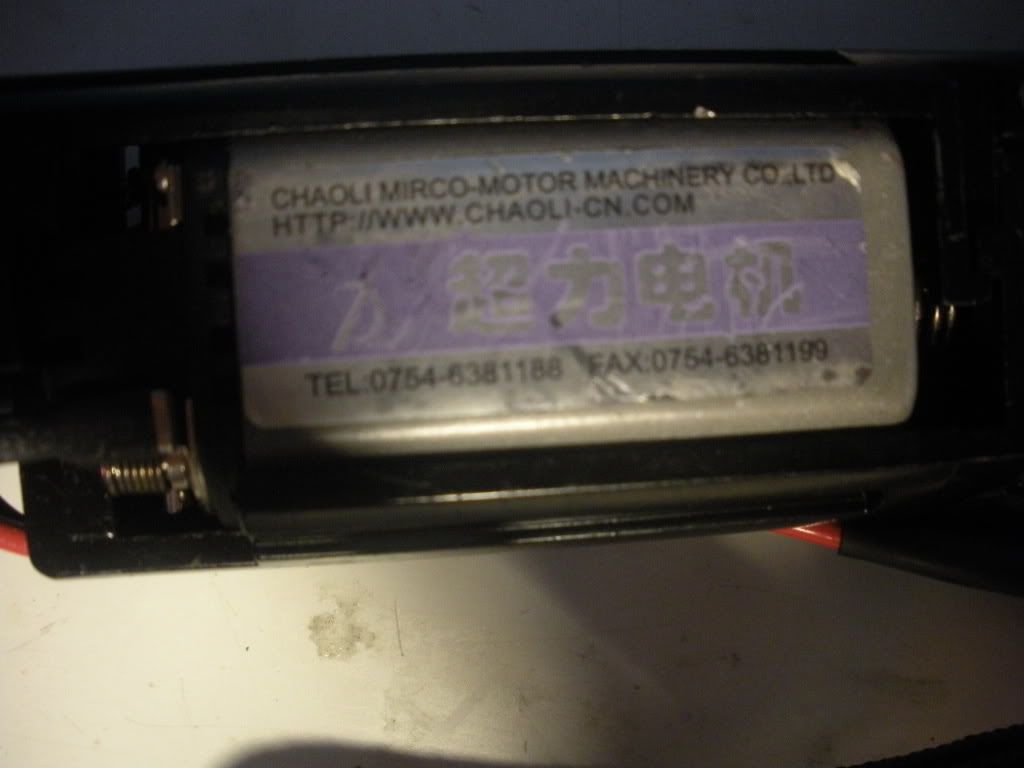 CHAOLI MIRCO-MOTOR MACHINERY CO.,LTD
HTTP://WWW.CHAOLI-CN.COM
超力电机
TEL:0754-6381188 FAX:0754-6381199